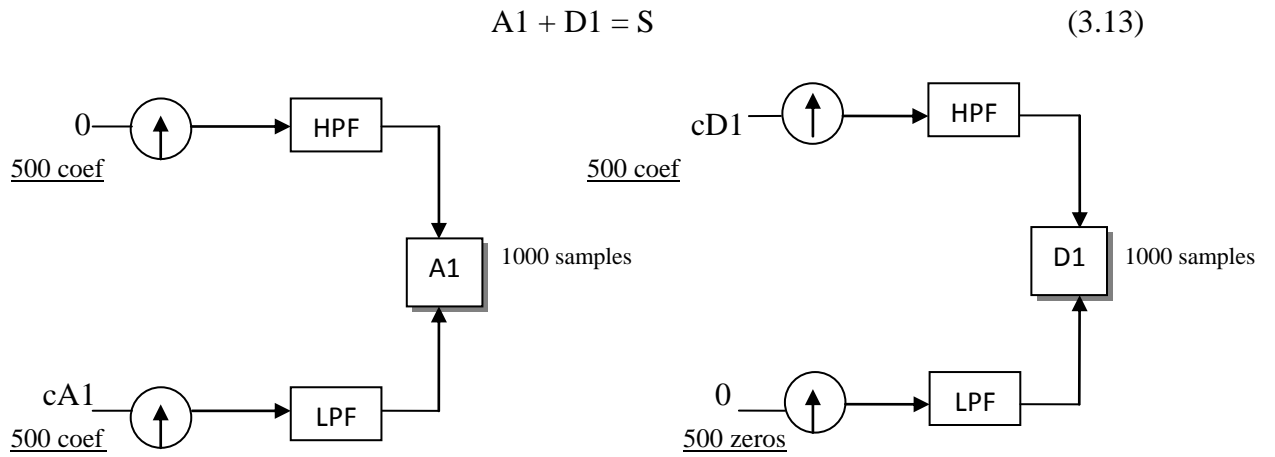 A1 + D1 = S (3.13)
0 HPF
500 coef
A1 1000 samples
cA1 LPF
500 coef
cD1 HPF
500 coef
D1 1000 samples
0 LPF
500 zeros